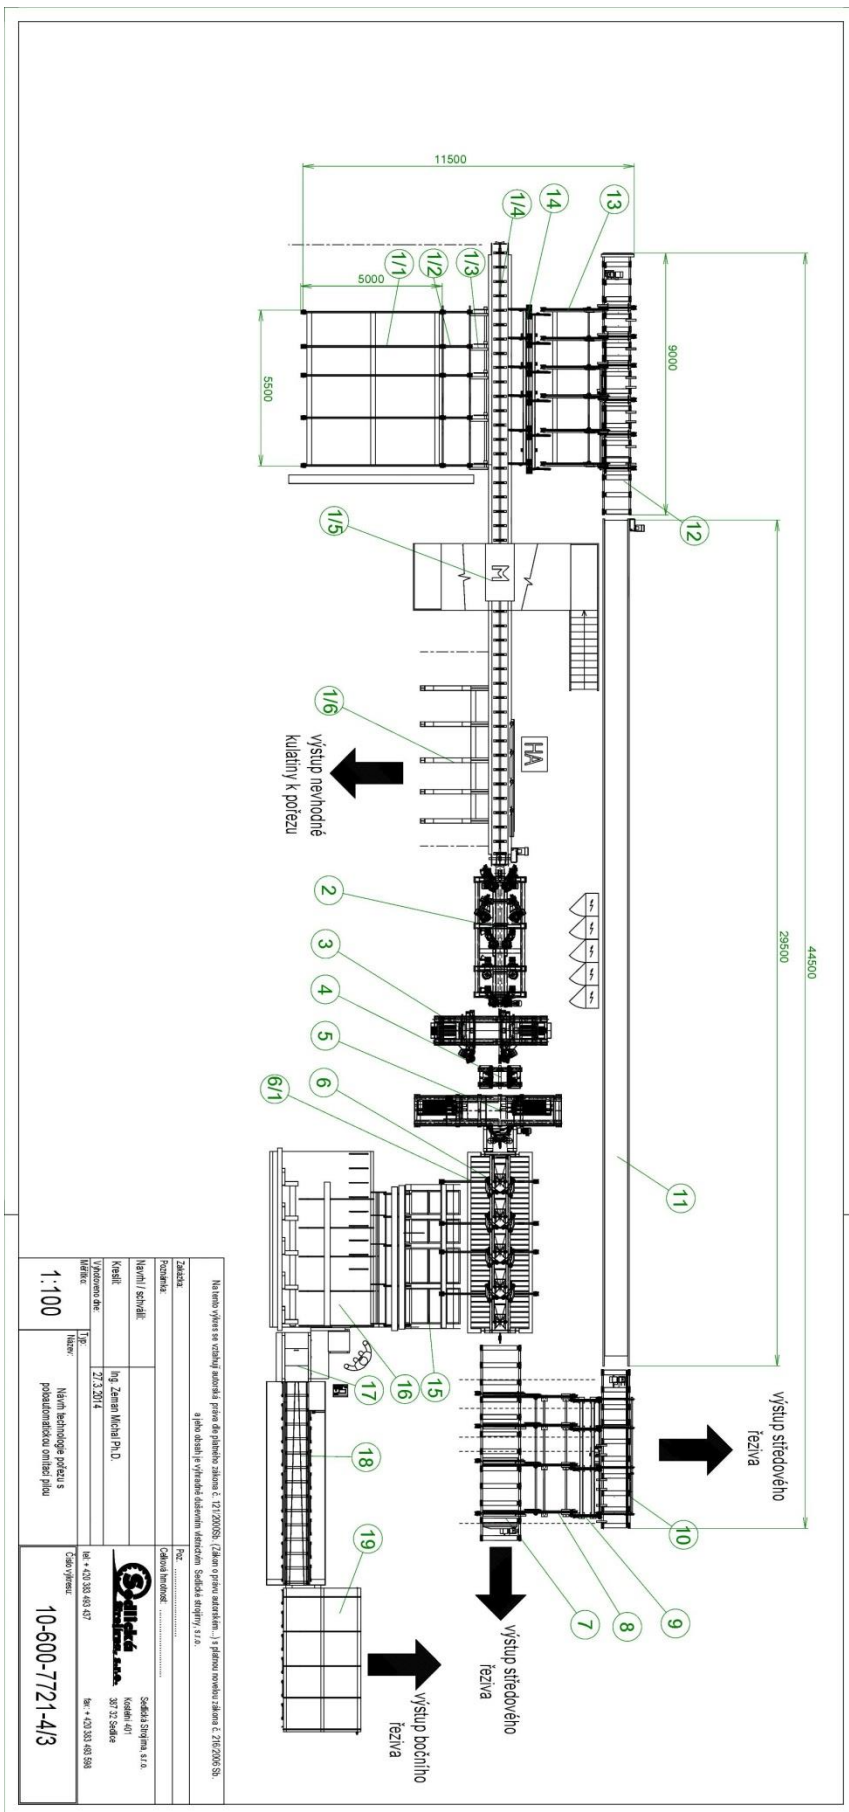 11500
5000
5500
9000
44500
29500
1/1
1/2
1/3
1/4
14
13
12
1/5
M
1/6
HA
výstup nevhodné
kulatiny k pořezu
2
3
4
5
6
6/1
11
15
16
17
18
19
7
8
9
10
výstup středového
řeziva
výstup středového
řeziva
výstup bočního
řeziva
Na tento výkres se vztahují autorská práva dle platného zákona č. 121/2000Sb. (Zákon o právu autorském...) s platnou novelou zákona č. 216/2006 Sb.
a jeho obsah je výhradně duševním vlastnictvím Sedlické strojírny, s.r.o.
Zakázka:
Poz:
Poznámka:
Celková hmotnost:
Navrhl / schválil:
Kreslil:
Ing. Zeman Michal Ph.D.
Vyhotoveno dne:
27.3.2014
Měřítko:
1:100
Typ:
Název:
Návrh technologie pořezu s
poloautomatickou omítací pilou
Sedlická
Strojírna, s.r.o.
Sedlická Strojírna, s.r.o.
Kostelní 401
387 32 Sedlice
tel: + 420 383 493 437
fax: + 420 383 493 598
Číslo výkresu:
10-600-7721-4/3